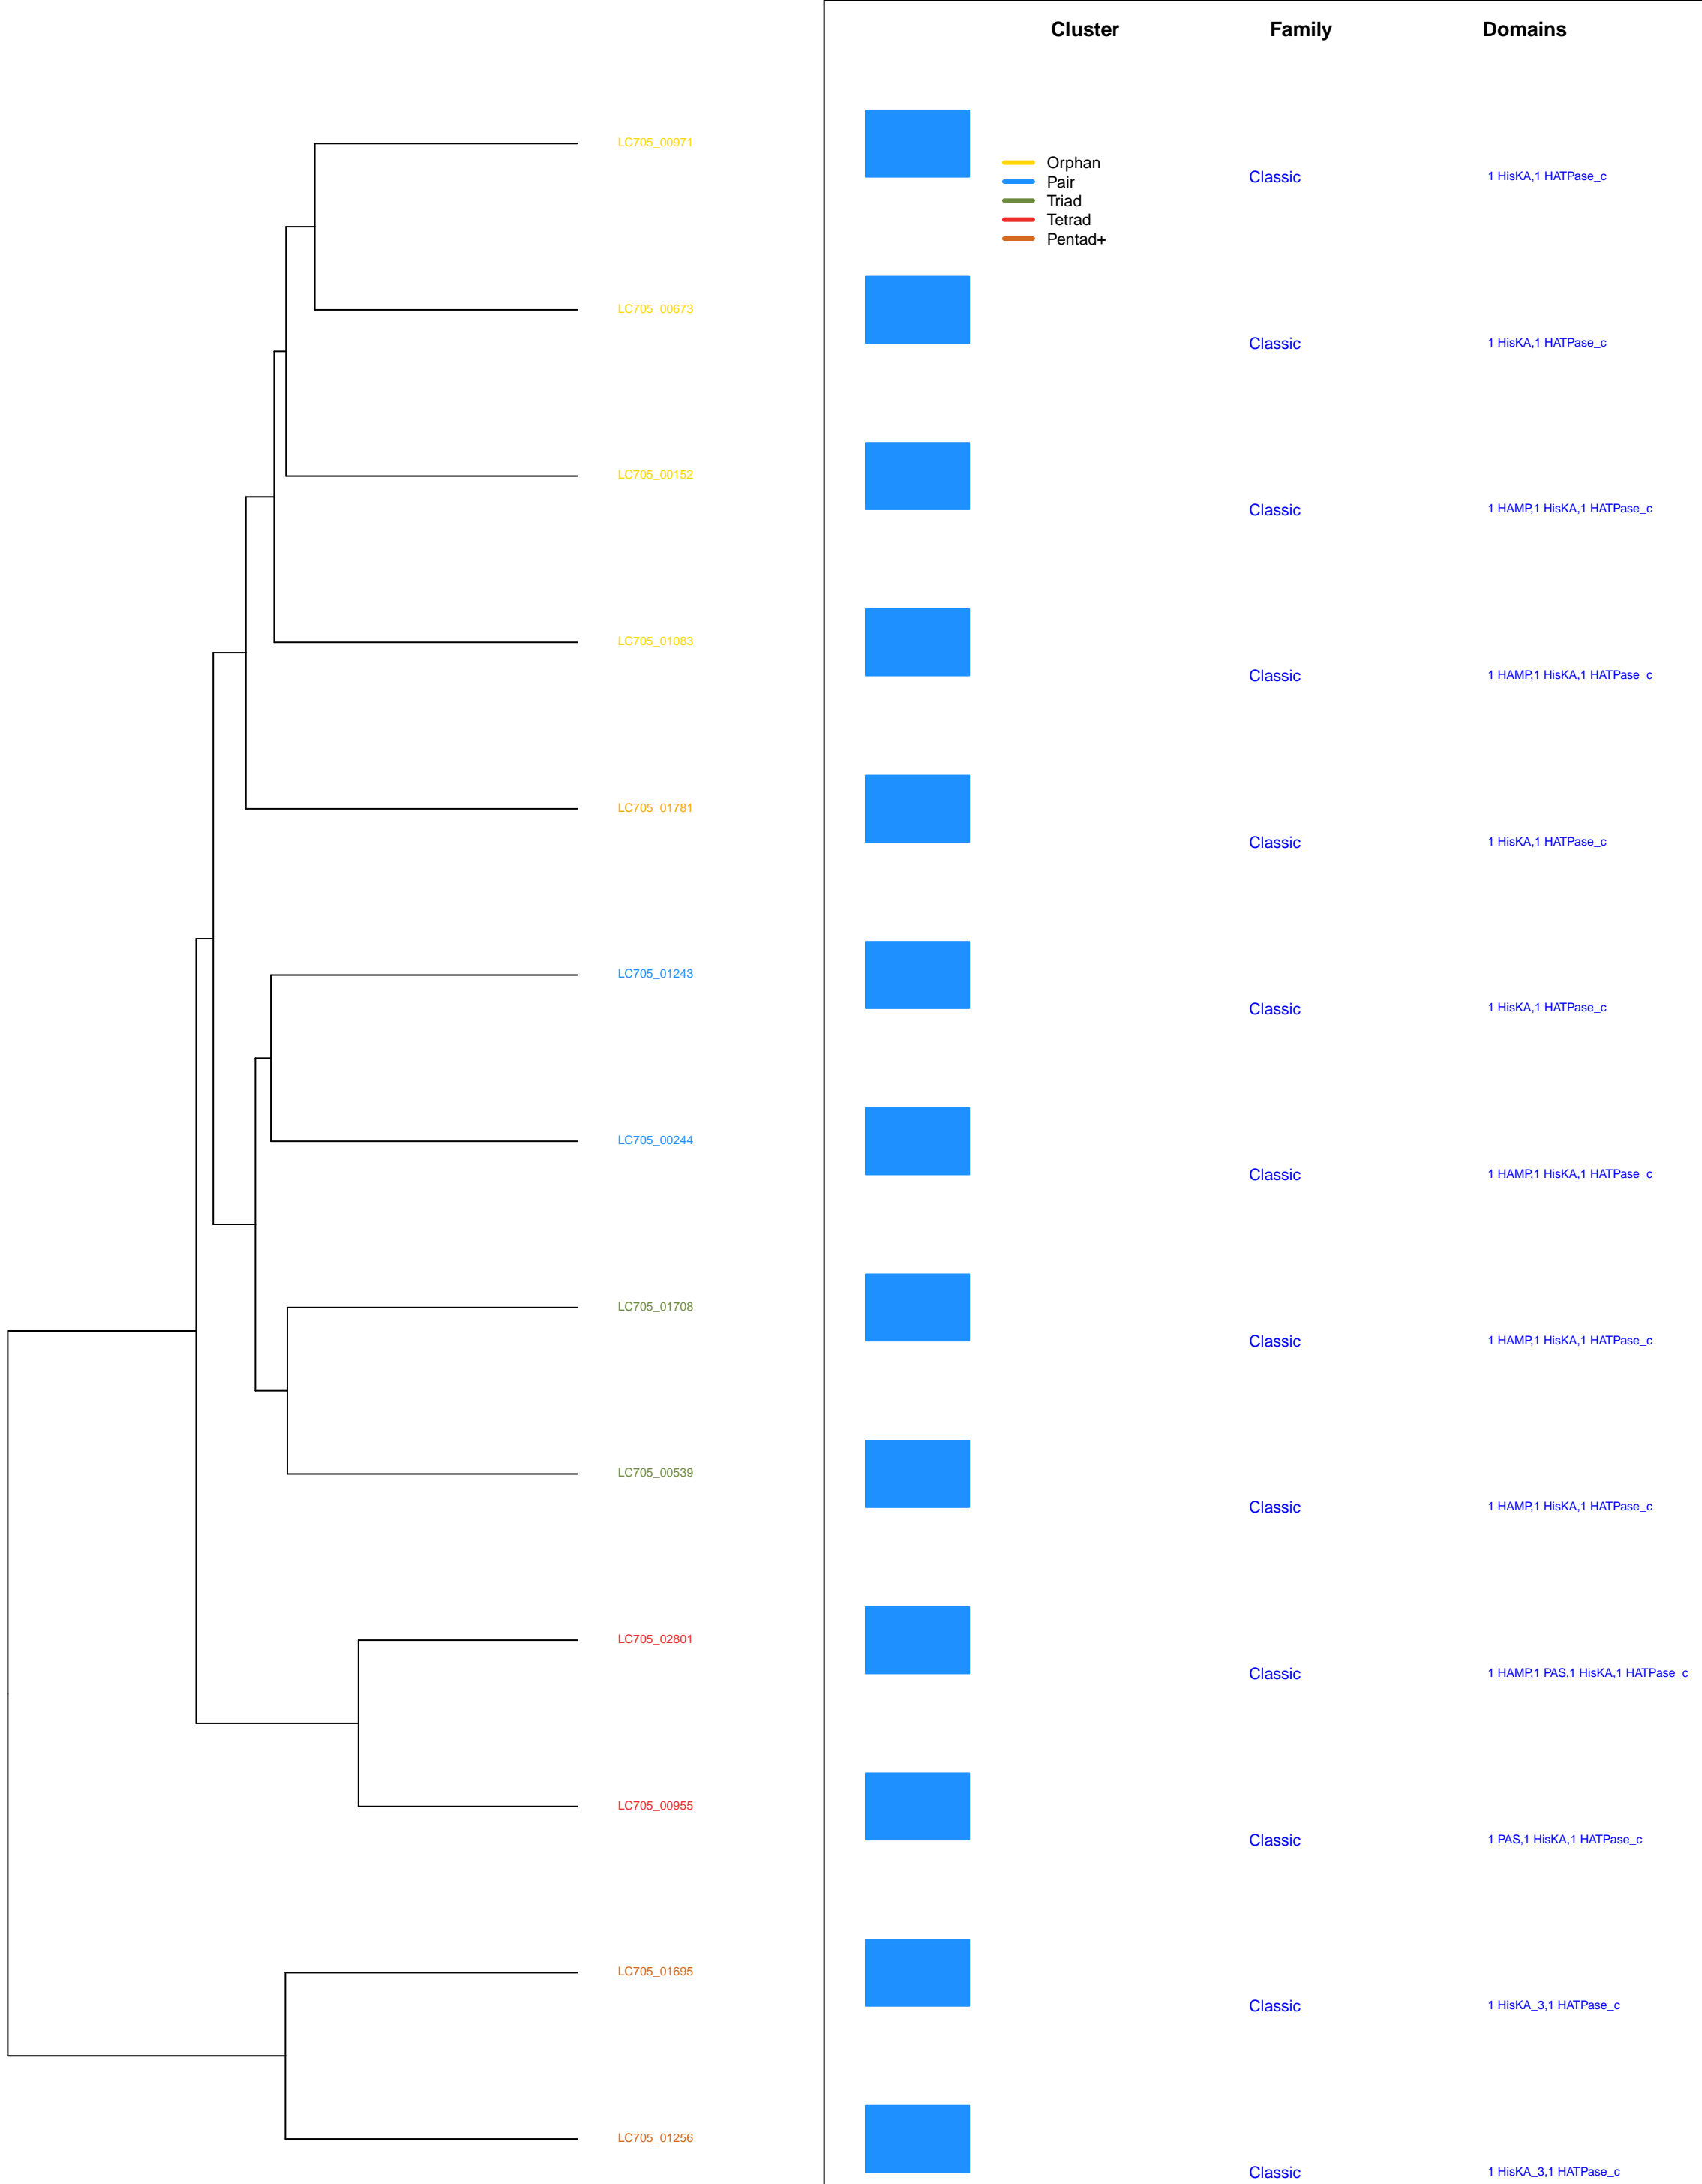 Cluster Family Domains
LC705_00971
Orphan
Pair
Triad
Tetrad
Pentad+
Classic 1 HisKA,1 HATPase_c
LC705_00673
Classic 1 HisKA,1 HATPase_c
LC705_00152
Classic 1 HAMP,1 HisKA,1 HATPase_c
LC705_01083
Classic 1 HAMP,1 HisKA,1 HATPase_c
LC705_01781
Classic 1 HisKA,1 HATPase_c
LC705_01243
Classic 1 HisKA,1 HATPase_c
LC705_00244
Classic 1 HAMP,1 HisKA,1 HATPase_c
LC705_01708
Classic 1 HAMP,1 HisKA,1 HATPase_c
LC705_00539
Classic 1 HAMP,1 HisKA,1 HATPase_c
LC705_02801
Classic 1 HAMP,1 PAS,1 HisKA,1 HATPase_c
LC705_00955
Classic 1 PAS,1 HisKA,1 HATPase_c
LC705_01695
Classic 1 HisKA_3,1 HATPase_c
LC705_01256
Classic 1 HisKA_3,1 HATPase_c